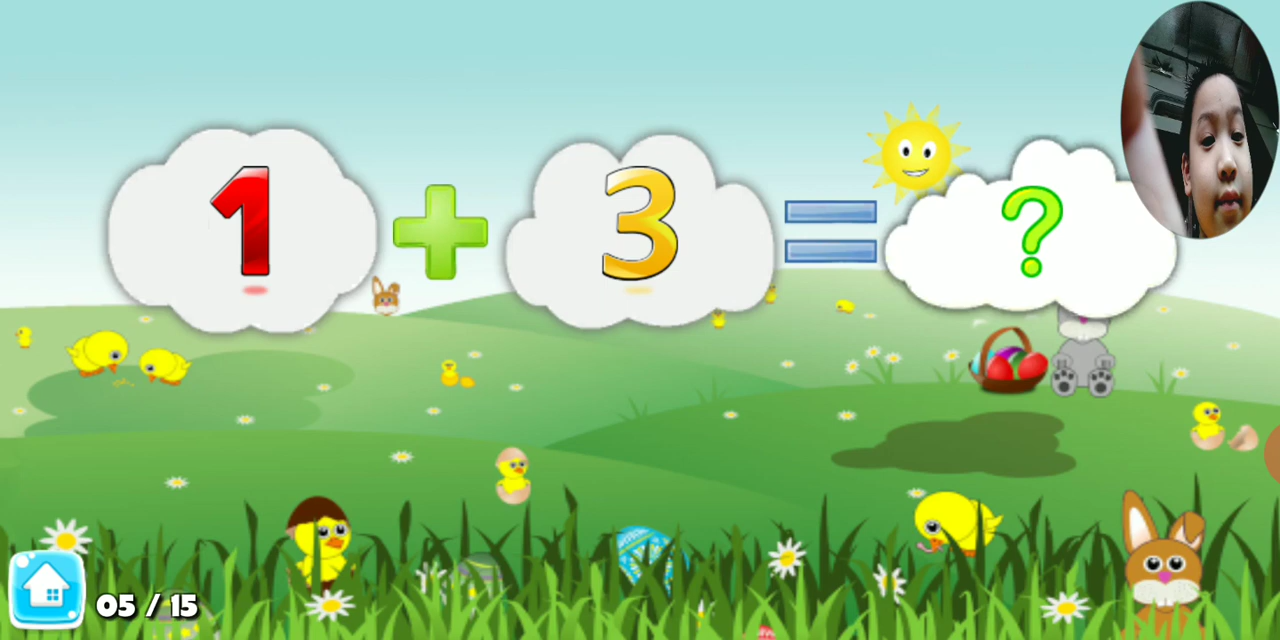 1 + 3 = ?
05 / 15